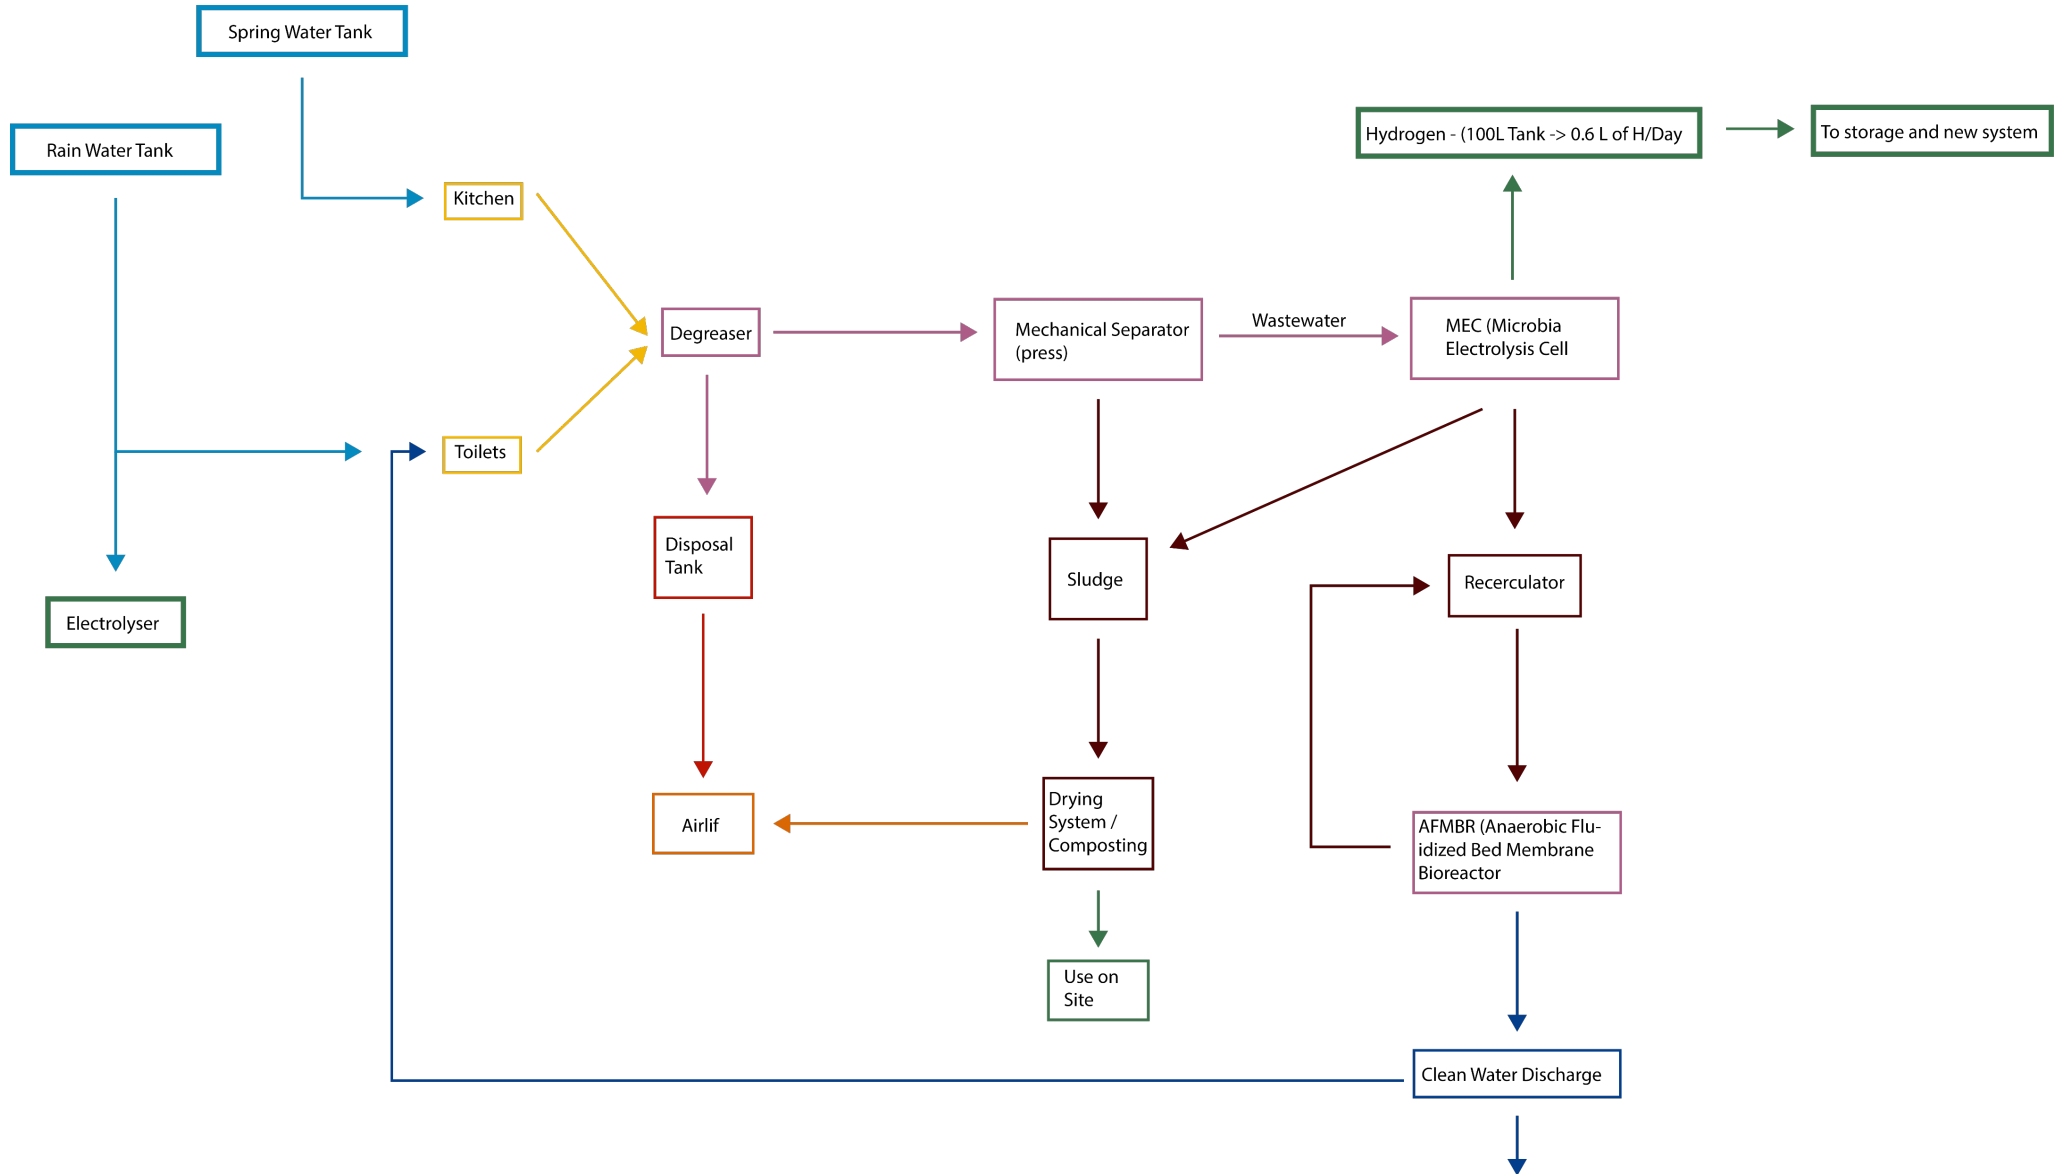 Spring Water Tank
Rain Water Tank
Hydrogen - (100L Tank -> 0.6 L of H/Day
To storage and new system
Kitchen
Degreaser
Mechanical Separator
(press)
Wastewater
MEC (Microbia
Electrolysis Cell
Toilets
Disposal
Tank
Sludge
Recerculator
Electrolyser
Airlif
Drying
System /
Composting
AFMBR (Anaerobic Flu-
idized Bed Membrane
Bioreactor
Use on
Site
Clean Water Discharge